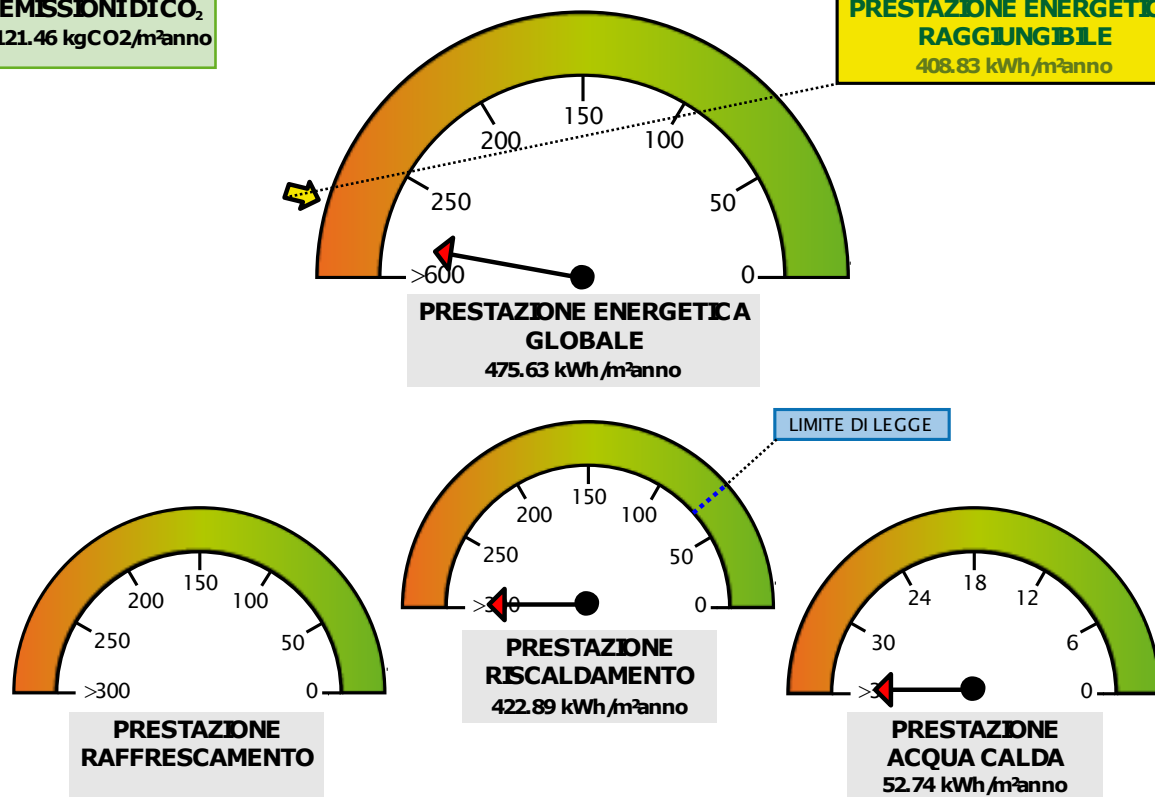 EMISSIONI DI CO₂
121.46 kgCO2/m²anno
PRESTAZIONE ENERGETIC
RAGGIUNGIBILE
408.83 kWh/m²anno
150
200
100
250
50
>600
0
PRESTAZIONE ENERGETICA
GLOBALE
475.63 kWh/m²anno
LIMITE DI LEGGE
150
200
100
250
50
0
PRESTAZIONE
RISCALDAMENTO
422.89 kWh/m²anno
150
200
100
250
50
>300
0
PRESTAZIONE
RAFFRESCAMENTO
18
24
12
30
6
0
PRESTAZIONE
ACQUA CALDA
52.74 kWh/m²anno